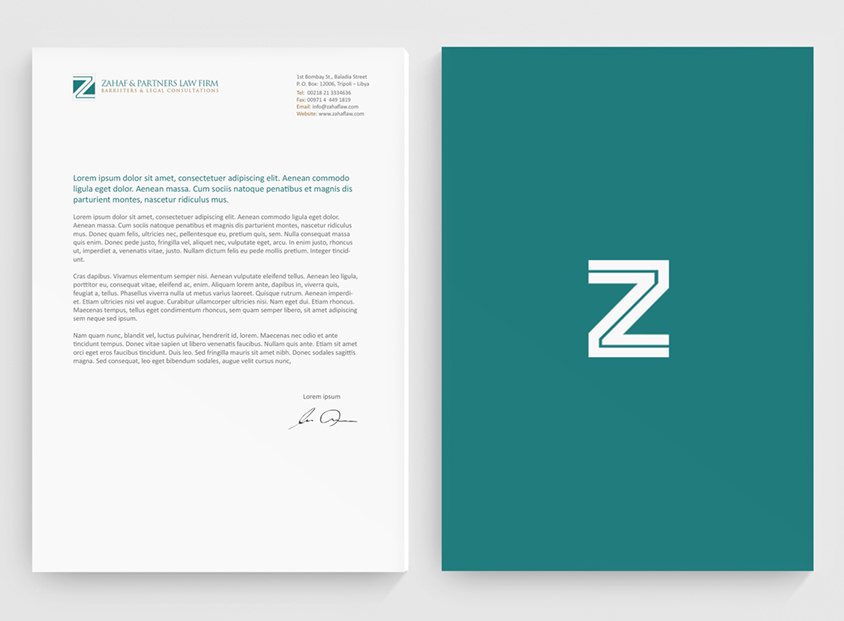 ZAHAF & PARTNERS LAW FIRM
BARRISTERS & LEGAL CONSULTATIONS
1st Bombay St., Baladia Street
P. O. Box: 12006, Tripoli – Libya
Tel: 00218 21 3334636
Fax: 00971 4 449 1819
Email: info@zahaflaw.com
Website: www.zahaflaw.com
Lorem ipsum dolor sit amet, consectetuer adipiscing elit. Aenean commodo
ligula eget dolor. Aenean massa. Cum sociis natoque penatibus et magnis dis
parturient montes, nascetur ridiculus mus.
Lorem ipsum dolor sit amet, consectetuer adipiscing elit. Aenean commodo ligula eget dolor.
Aenean massa. Cum sociis natoque penatibus et magnis dis parturient montes, nascetur ridiculus
mus. Donec quam felis, ultricies nec, pellentesque eu, pretium quis, sem. Nulla consequat massa
quis enim. Donec pede justo, fringilla vel, aliquet nec, vulputate eget, arcu. In enim justo, rhoncus
ut, imperdiet a, venenatis vitae, justo. Nullam dictum felis eu pede mollis pretium. Integer tincid-
unt.
Cras dapibus. Vivamus elementum semper nisi. Aenean vulputate eleifend tellus. Aenean leo ligula,
porttitor eu, consequat vitae, eleifend ac, enim. Aliquam lorem ante, dapibus in, viverra quis,
feugiat a, tellus. Phasellus viverra nulla ut metus varius laoreet. Quisque rutrum. Aenean imperdi-
et. Etiam ultricies nisi vel augue. Curabitur ullamcorper ultricies nisi. Nam eget dui. Etiam rhoncus.
Maecenas tempus, tellus eget condimentum rhoncus, sem quam semper libero, sit amet adipiscing
sem neque sed ipsum.
Nam quam nunc, blandit vel, luctus pulvinar, hendrerit id, lorem. Maecenas nec odio et ante
tincidunt tempus. Donec vitae sapien ut libero venenatis faucibus. Nullam quis ante. Etiam sit amet
orci eget eros faucibus tincidunt. Duis leo. Sed fringilla mauris sit amet nibh. Donec sodales sagittis
magna. Sed consequat, leo eget bibendum sodales, augue velit cursus nunc,
Lorem ipsum
Z